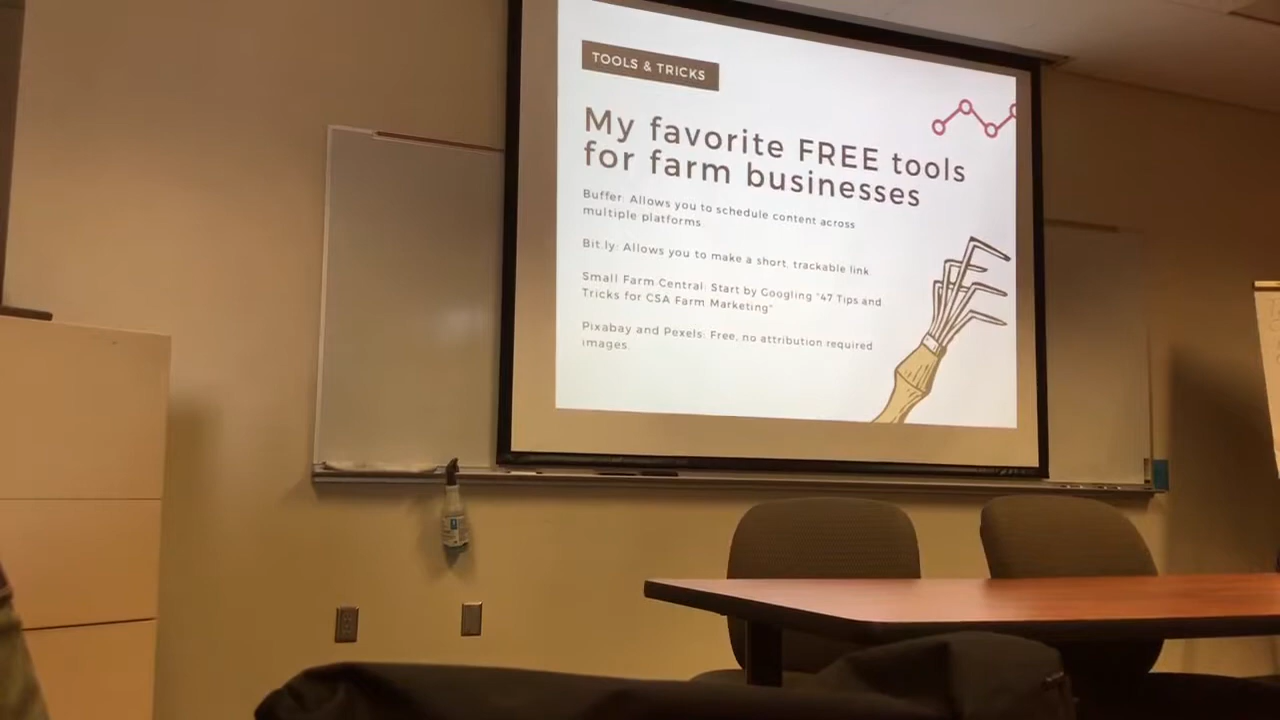 TOOLS & TRICKS
My favorite FREE tools
for farm businesses
Buffer: Allows you to schedule content across
multiple platforms.
Bit.ly: Allows you to make a short, trackable link
Small Farm Central: Start by Googling "47 Tips and
Tricks for CSA Farm Marketing"
Pixabay and Pexels: Free, no attribution required
images.